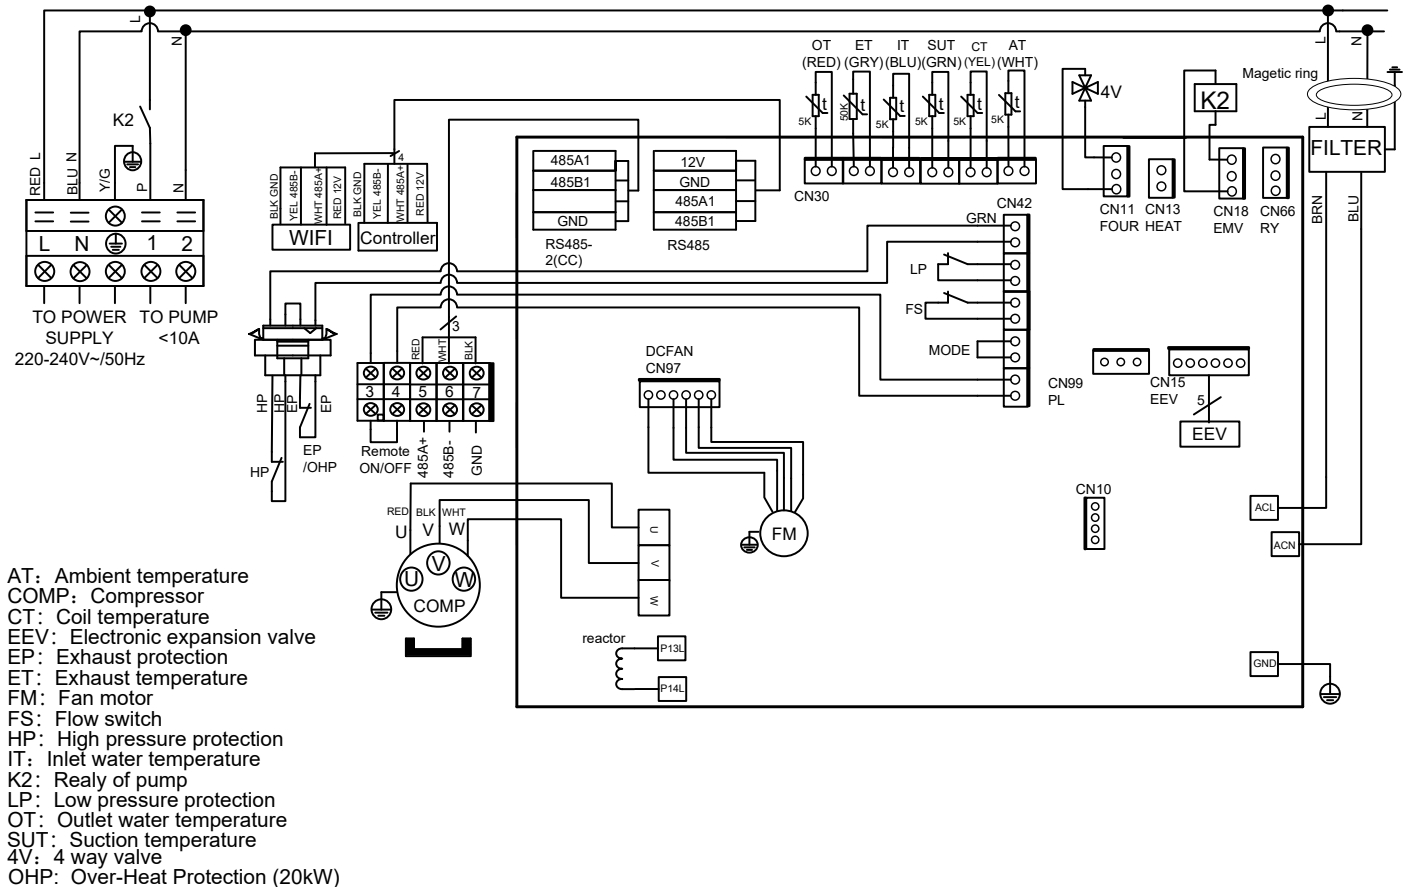 L
N
K2
RED L
BLU N
Y/G
P
N
L N 1 2
TO POWER
SUPPLY
220-240V~/50Hz
TO PUMP
<10A
BLK GND
YEL 485B-
WHT 485A+
RED 12V
WIFI
BLK GND
YEL 485B-
WHT 485A+
RED 12V
Controller
4
485A1
485B1
GND
RS485-
2(CC)
12V
GND
485A1
485B1
RS485
OT
(RED)
ET
(GRY)
IT
(BLU)
SUT
(GRN)
CT
(YEL)
AT
(WHT)
t t t t t t
5K 50K 5K 5K 5K 5K
CN30
4V
K2
CN11
FOUR
CN13
HEAT
CN18
EMV
CN66
RY
Magetic ring
L
N
L
N
FILTER
BRN
BLU
CN42
GRN
LP
FS
MODE
CN99
PL
CN15
EEV
5
EEV
DCFAN
CN97
FM
CN10
ACL
ACN
GND
HP
HP
EP
EP
HP
EP
/OHP
3
RED
WHT
BLK
3 4 5 6 7
Remote
ON/OFF
485A+
485B-
GND
RED BLK WHT
U V W
U V W
COMP
U
V
W
reactor
P13L
P14L
AT: Ambient temperature
COMP: Compressor
CT: Coil temperature
EEV: Electronic expansion valve
EP: Exhaust protection
ET: Exhaust temperature
FM: Fan motor
FS: Flow switch
HP: High pressure protection
IT: Inlet water temperature
K2: Realy of pump
LP: Low pressure protection
OT: Outlet water temperature
SUT: Suction temperature
4V: 4 way valve
OHP: Over-Heat Protection (20kW)